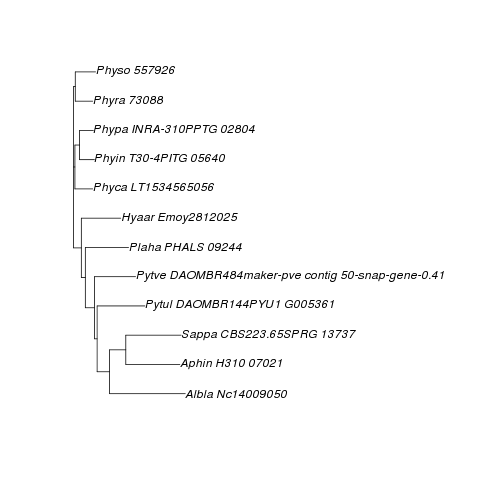 Physo 557926
Phyra 73088
Phypa INRA-310PPTG 02804
Phyin T30-4PITG 05640
Phyca LT1534565056
Hyaar Emoy2812025
Plaha PHALS 09244
Pytve DAOMBR484maker-pve contig 50-snap-gene-0.41
Pytul DAOMBR144PYU1 G005361
Sappa CBS223.65SPRG 13737
Aphin H310 07021
Albla Nc14009050